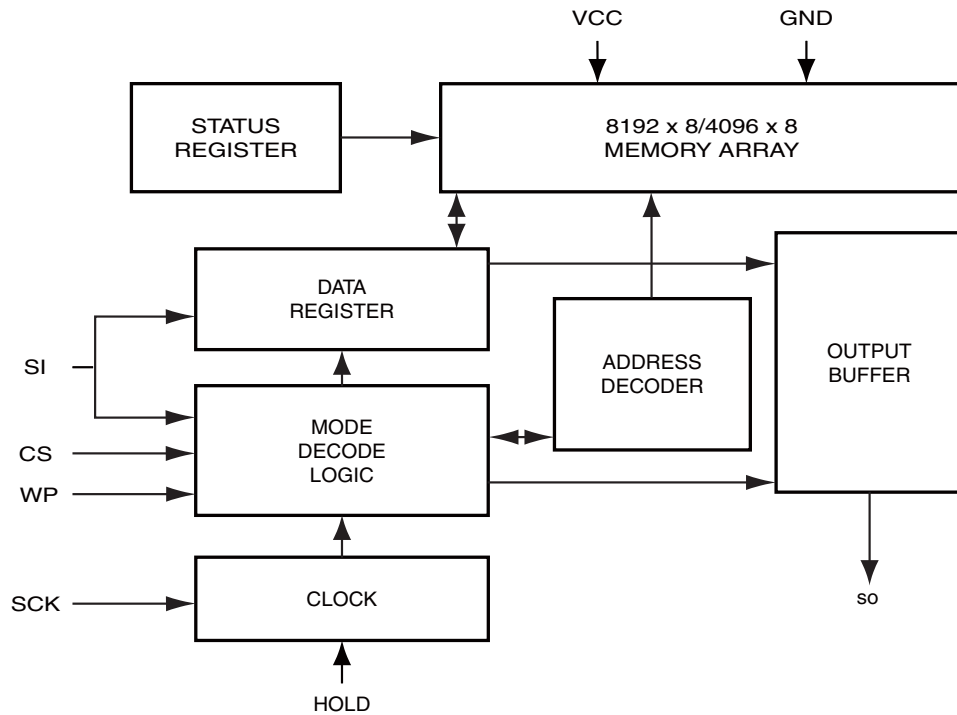 VCC
GND
STATUS
REGISTER
8192 x 8/4096 x 8
MEMORY ARRAY
DATA
REGISTER
SI
ADDRESS
DECODER
OUTPUT
BUFFER
MODE
DECODE
LOGIC
CS
WP
SCK
CLOCK
so
HOLD